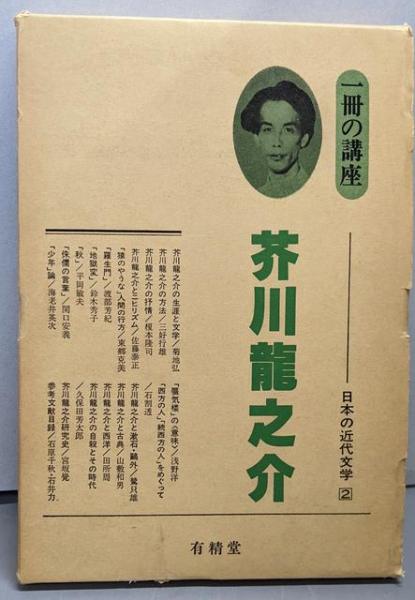 一冊の講座
芥川龍之介
日本の近代文学 2
芥川龍之介の生涯と文学/菊地弘
芥川龍之介の方法/三好行雄
芥川龍之介の抒情/榎本隆司
芥川龍之介とニヒリズム/佐藤泰正
「猿のやうな」人間の行方/東郷克美
「羅生門」/渡部芳紀
「地獄変」/鈴木秀子
「秋」/平岡敏夫
「侏儒の言葉」/関口安義
「少年」論/海老井英次
「蜃気楼」の〈意味〉/浅野洋
「西方の人」「続西方の人」をめぐって
/石割透
芥川龍之介と漱石・鷗外/鷺只雄
芥川龍之介と古典/山敷和男
芥川龍之介と西洋/田所周
芥川龍之介の自殺とその時代
/久保田芳太郎
芥川龍之介研究史/宮坂覺
参考文献目録/石原千秋・石井力
有精堂